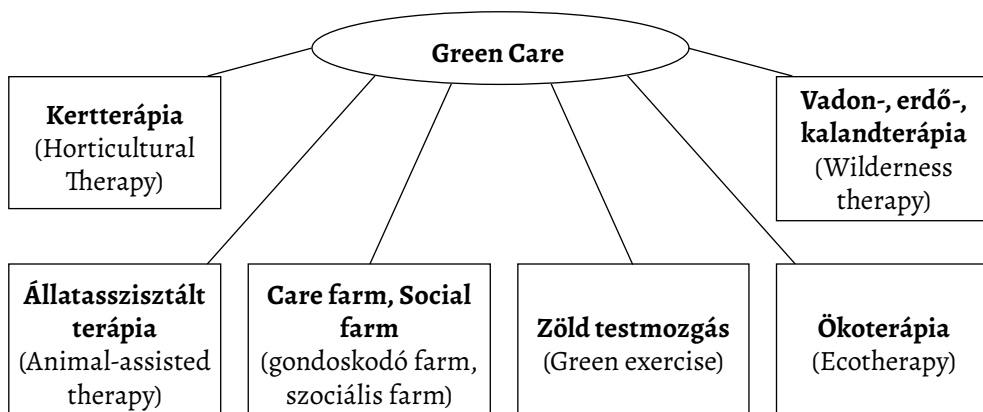 Green Care
Kertterápia
(Horticultural
Therapy)
Vadon-, erdő-,
kalandterápia
(Wilderness
therapy)
Állatasszisztált
terápia
(Animal-assisted
therapy)
Care farm, Social
farm
(gondoskodó farm,
szociális farm)
Zöld testmozgás
(Green exercise)
Ökoterápia
(Ecotherapy)